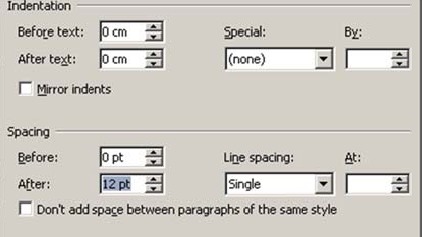 Indentation
Before text: 0 cm Special: By:
After text: 0 cm (none)
Mirror indents
Spacing
Before: 0 pt Line spacing: At:
After: 12 pt Single
Don't add space between paragraphs of the same style